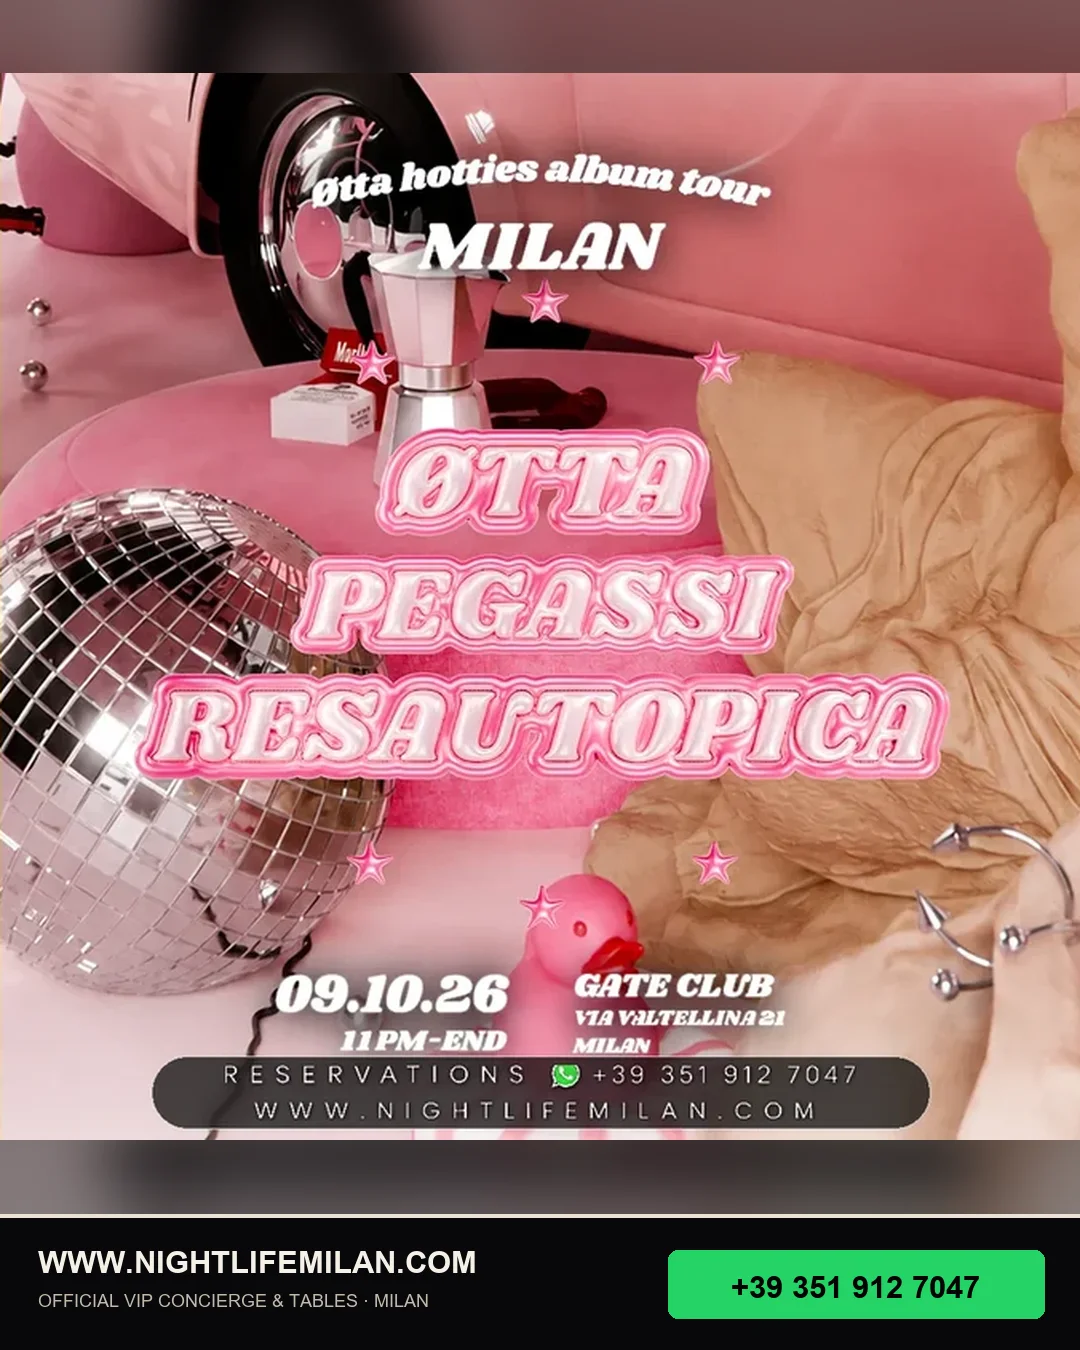 Øtta hotties album tour
MILAN
ØTTA
PEGASSI
RESAUTOPICA
09.10.26
11 PM-END
GATE CLUB
VIA VALTELLINA 21
MILAN
RESERVATIONS +39 351 912 7047
WWW.NIGHTLIFEMILAN.COM
WWW.NIGHTLIFEMILAN.COM
OFFICIAL VIP CONCIERGE & TABLES · MILAN
+39 351 912 7047